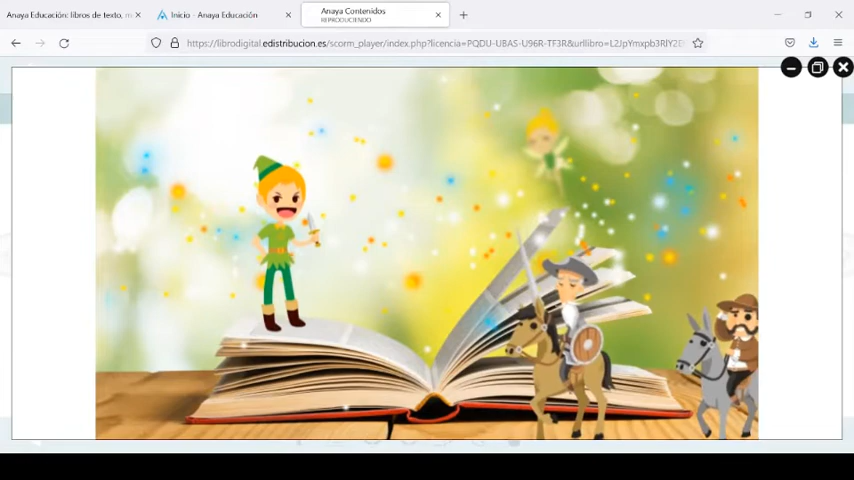 Anaya Educación: libros de texto, m
Inicio - Anaya Educación
Anaya Contenidos
REPRODUCIENDO
https://librodigital.edistribucion.es/scorm_player/index.php?licencia=PQDU-UBAS-U96R-TF3R&urllibro=L2JpYmxpb3RlY2E